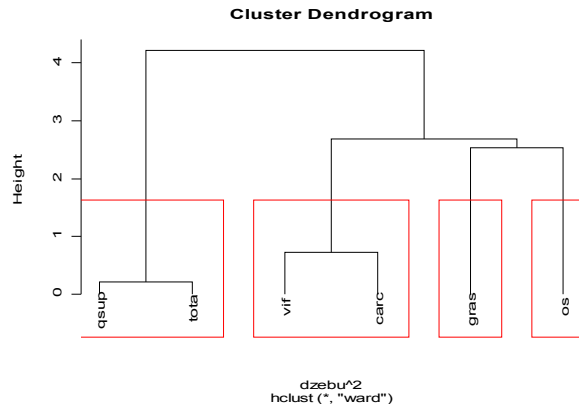 Cluster Dendrogram
Height
4
3
2
1
0
qsup
tota
vif
carc
gras
os
dzebu^2
hclust (*, "ward")